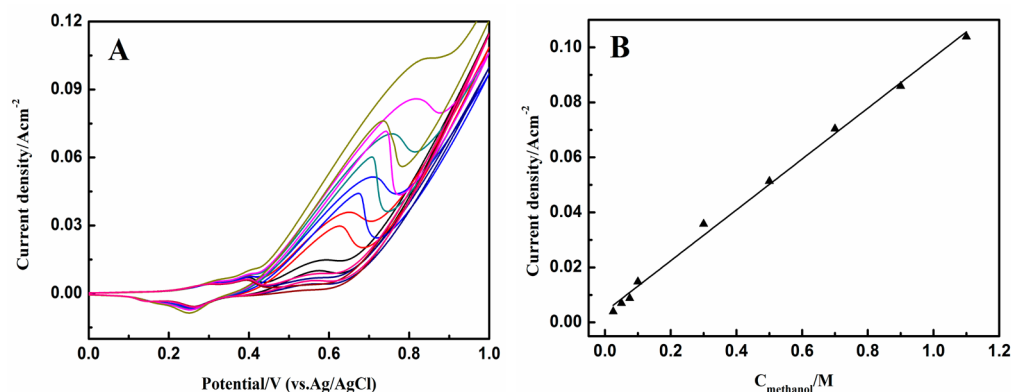 A
0.12
0.09
0.06
0.03
0.00
Current density/Acm-2
0.0 0.2 0.4 0.6 0.8 1.0
Potential/V (vs.Ag/AgCl)
B
0.10
0.08
0.06
0.04
0.02
0.00
Current density/Acm-2
0.0 0.2 0.4 0.6 0.8 1.0 1.2
Cmethanol/M